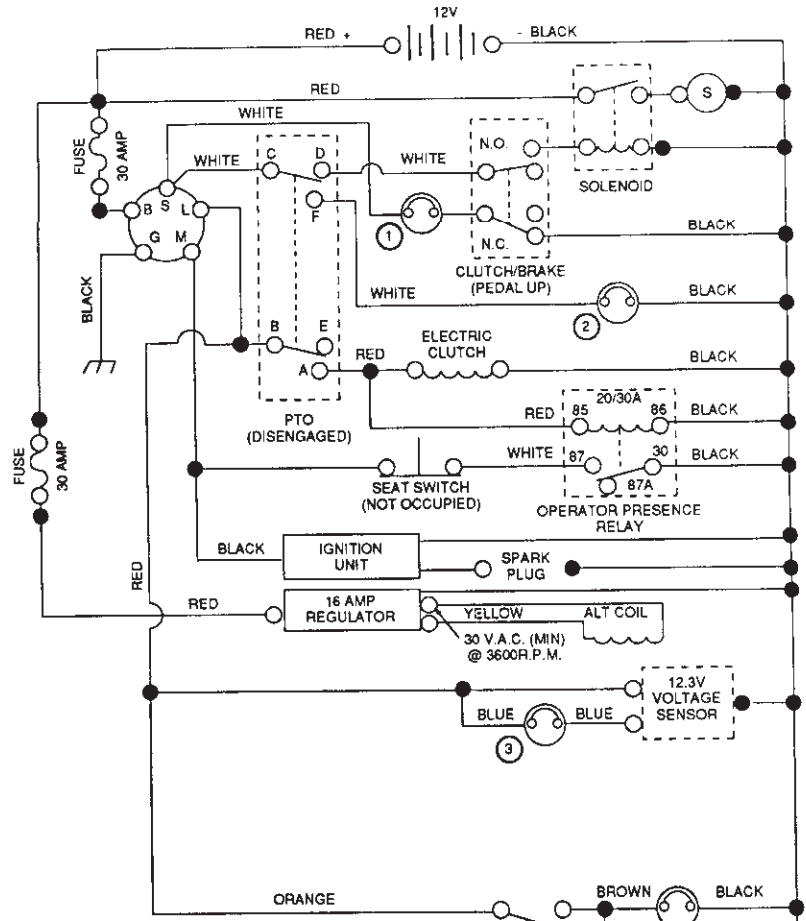 12V
RED +
- BLACK
RED
S
WHITE
FUSE
30 AMP
WHITE
C
D
WHITE
N.O.
SOLENOID
B
S
L
F
G
M
1
N.C.
BLACK
CLUTCH/BRAKE
(PEDAL UP)
BLACK
WHITE
BLACK
2
B
E
ELECTRIC
CLUTCH
A
RED
BLACK
20/30A
PTO
(DISENGAGED)
RED
85
86
BLACK
FUSE
30 AMP
WHITE
87
30
BLACK
87A
SEAT SWITCH
(NOT OCCUPIED)
OPERATOR PRESENCE
RELAY
BLACK
IGNITION
UNIT
SPARK
PLUG
RED
RED
16 AMP
REGULATOR
YELLOW
ALT COIL
30 V.A.C. (MIN)
@ 3600R.P.M.
12.3V
VOLTAGE
SENSOR
BLUE
BLUE
3
ORANGE
BROWN
BLACK